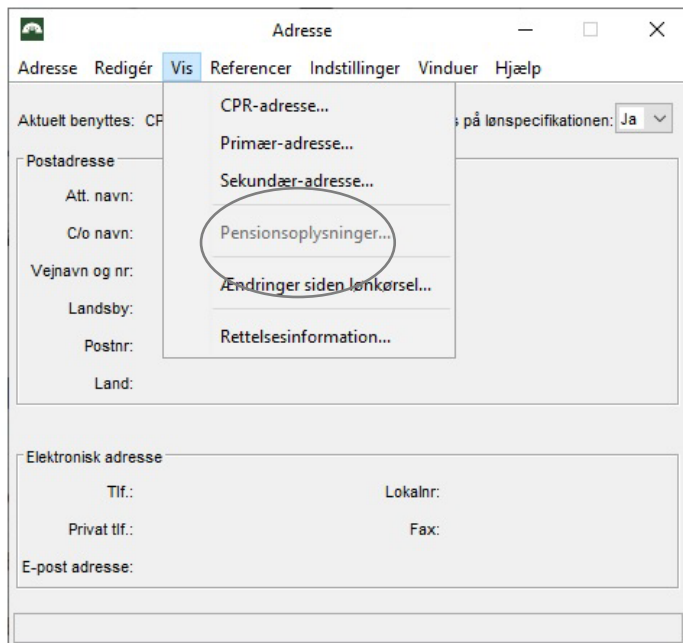 Adresse
Adresse Redigér Vis Referencer Indstillinger Vinduer Hjælp
CPR-adresse...
Primær-adresse...
Sekundær-adresse...
Pensionsoplysninger...
Ændringer siden lønkørsel...
Rettelsesinformation...
Aktuelt benyttes: CP på lønspecifikationen: Ja
Postadresse
Att. navn:
C/o navn:
Vejnavn og nr:
Landsby:
Postnr:
Land:
Elektronisk adresse
Tlf.: Lokalnr:
Privat tlf.: Fax:
E-post adresse: